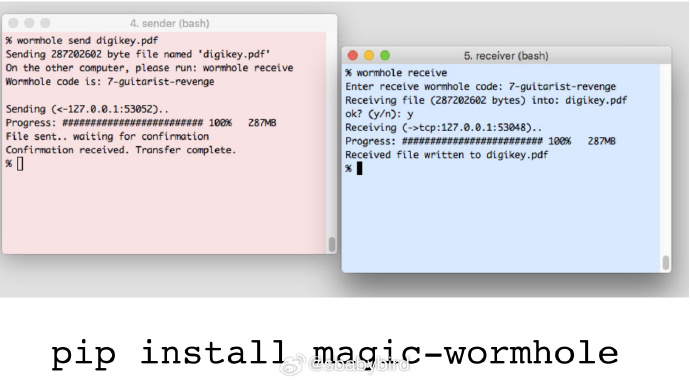 4. sender (bash)
% wormhole send digikey.pdf
Sending 287202602 byte file named 'digikey.pdf'
On the other computer, please run: wormhole receive
Wormhole code is: 7-guitarist-revenge
Sending (<-127.0.0.1:53052)..
Progress: ######################### 100%   287MB
File sent.. waiting for confirmation
Confirmation received. Transfer complete.
%
5. receiver (bash)
% wormhole receive
Enter receive wormhole code: 7-guitarist-revenge
Receiving file (287202602 bytes) into: digikey.pdf
ok? (y/n): y
Receiving (->tcp:127.0.0.1:53048)..
Progress: ######################### 100%   287MB
Received file written to digikey.pdf
%
pip install magic-wormhole
@sbabybird